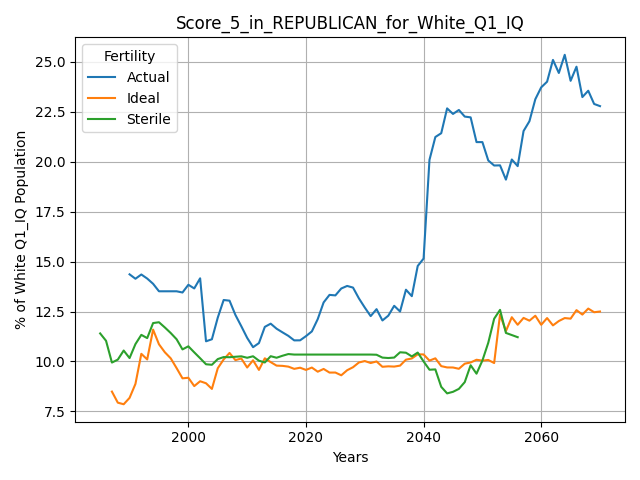 Score_5_in_REPUBLICAN_for_White_Q1_IQ
Fertility
Actual
Ideal
Sterile
% of White Q1_IQ Population
25.0
22.5
20.0
17.5
15.0
12.5
10.0
7.5
2000
2020
2040
2060
Years